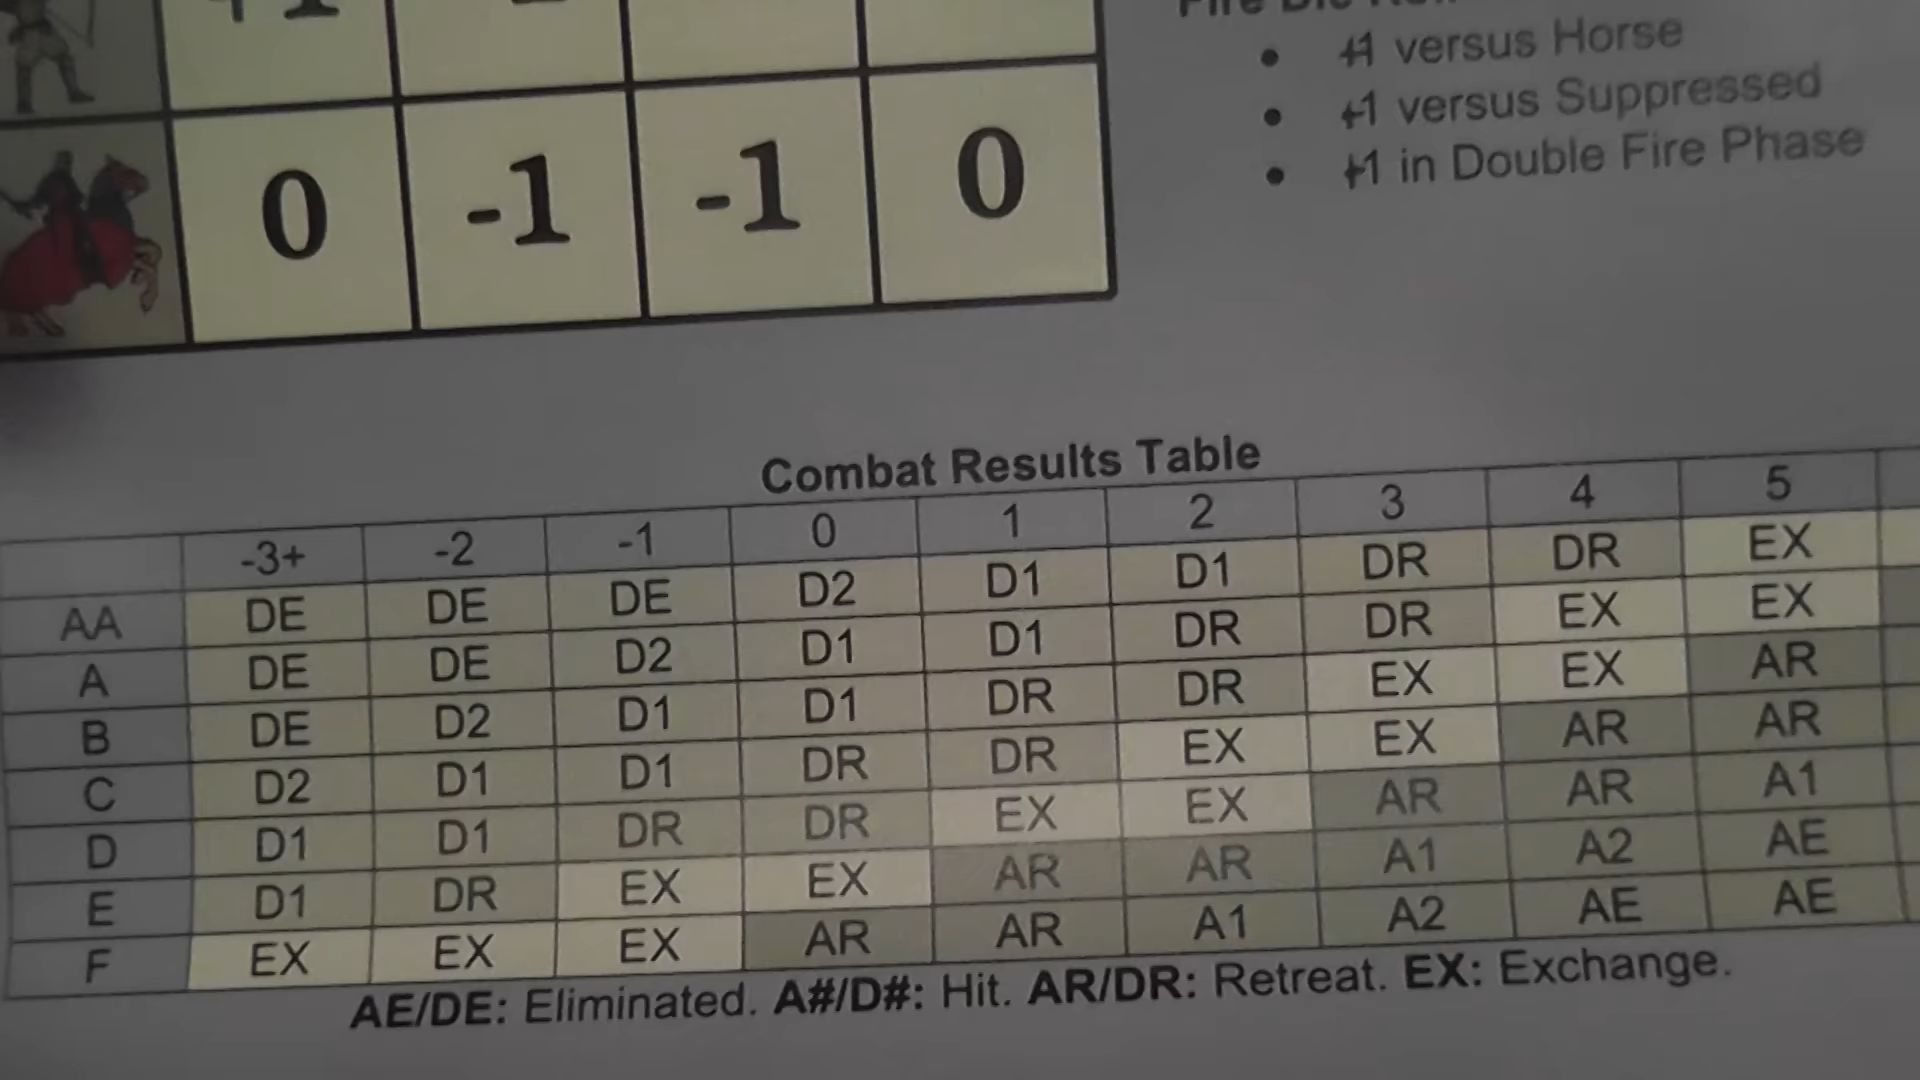 +1
Fire Die Roll
• +1 versus Horse
• +1 versus Suppressed
• +1 in Double Fire Phase
0 -1 -1 0
Combat Results Table
-3+ -2 -1 0 1 2 3 4 5
AA DE DE DE D2 D1 D1 DR DR EX
A DE DE D2 D1 D1 DR DR EX EX
B DE D2 D1 D1 DR DR EX EX AR
C D2 D1 D1 DR DR EX EX AR AR
D D1 D1 DR DR EX EX AR AR A1
E D1 DR EX EX AR AR A1 A2 AE
F EX EX EX AR AR A1 A2 AE AE
AE/DE: Eliminated. A#/D#: Hit. AR/DR: Retreat. EX: Exchange.